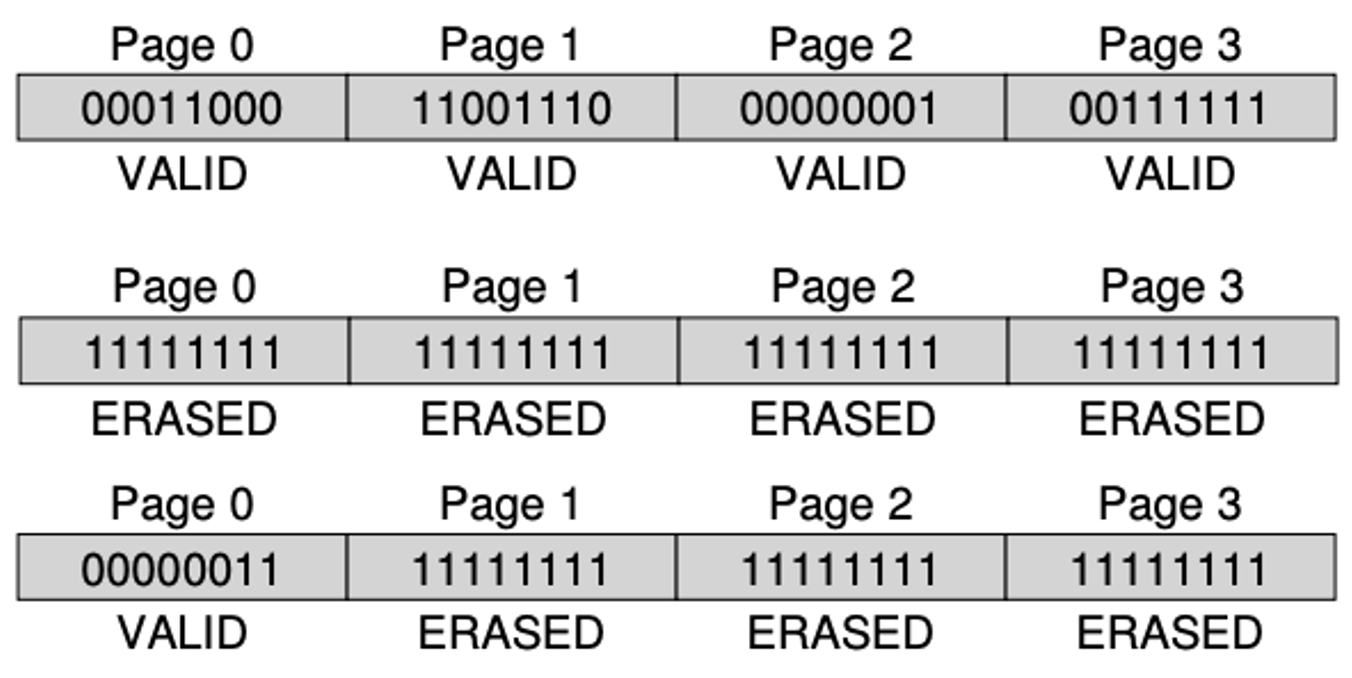 Page 0 Page 1 Page 2 Page 3
00011000 11001110 00000001 00111111
VALID VALID VALID VALID
Page 0 Page 1 Page 2 Page 3
11111111 11111111 11111111 11111111
ERASED ERASED ERASED ERASED
Page 0 Page 1 Page 2 Page 3
00000011 11111111 11111111 11111111
VALID ERASED ERASED ERASED